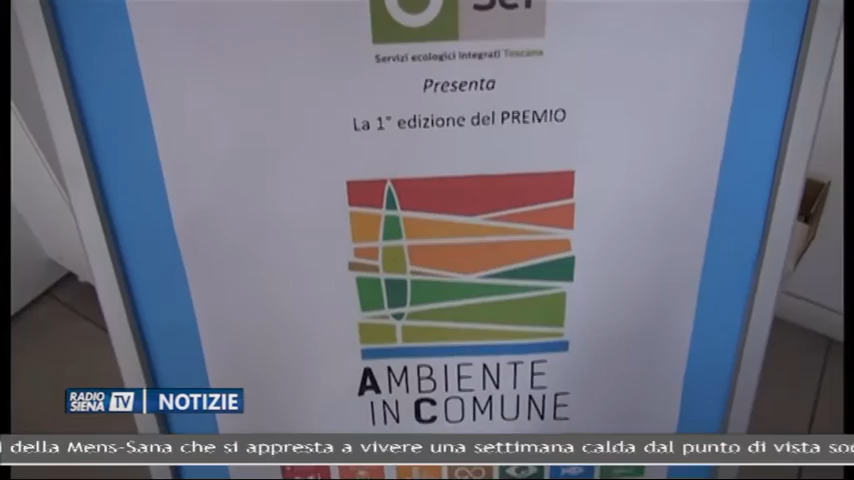 Sei
Servizi ecologici integrati Toscana
Presenta
La 1° edizione del PREMIO
AMBIENTE
IN COMUNE
RADIO SIENA TV NOTIZIE
della Mens-Sana che si appresta a vivere una settimana calda dal punto di vista